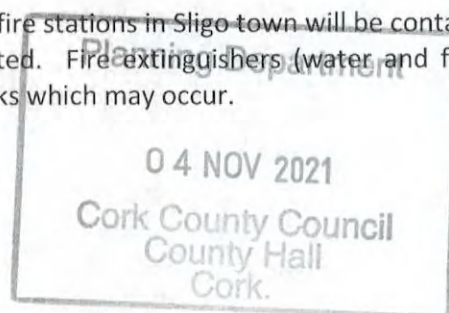 fire stations in Sligo town will be conta
ted. Fire extinguishers (water and f
ks which may occur.
Planning Department
04 NOV 2021
Cork County Council
County Hall
Cork.